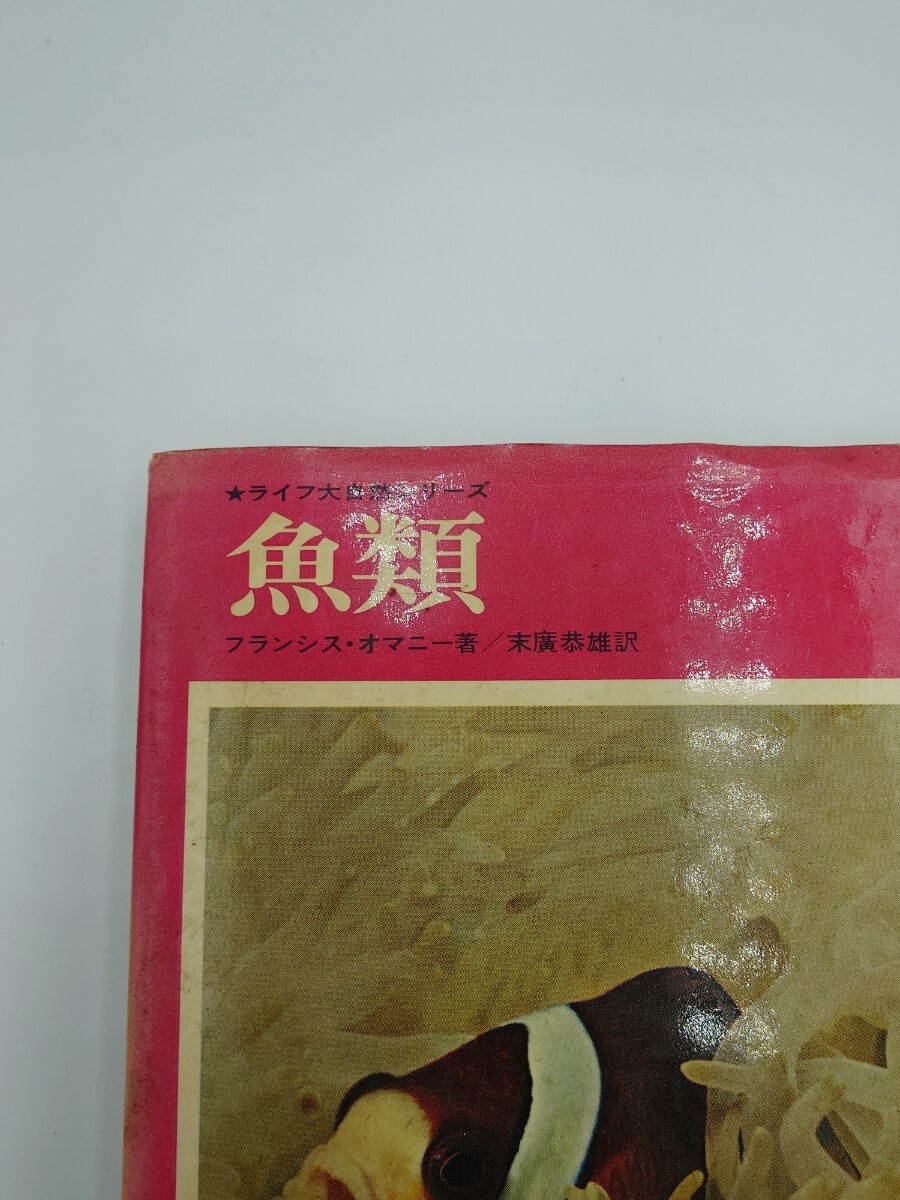 ★ライフ大自然シリーズ
魚類
フランシス・オマニー著/末廣恭雄訳